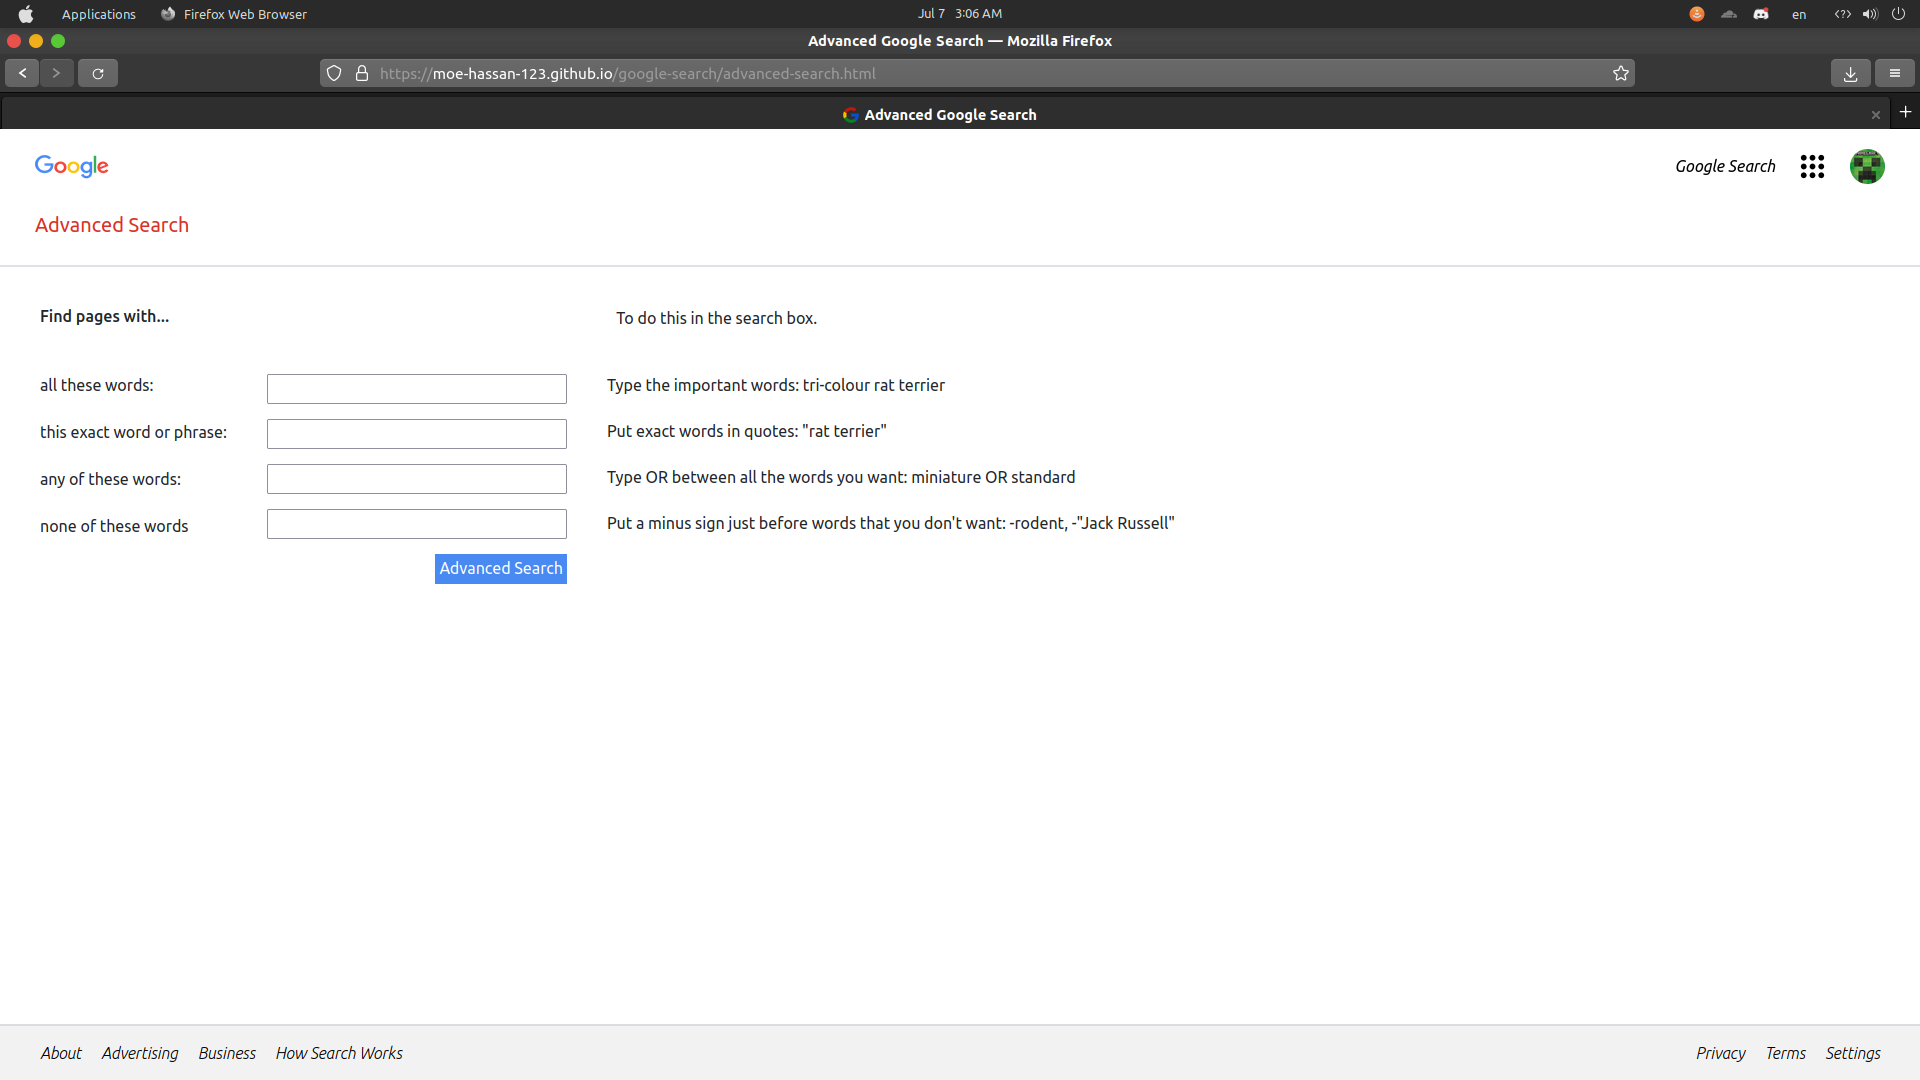 Applications Firefox Web Browser Jul 7 3:06 AM en
Advanced Google Search — Mozilla Firefox
https://moe-hassan-123.github.io/google-search/advanced-search.html
Advanced Google Search
Google Google Search
Advanced Search
Find pages with... To do this in the search box.
all these words: Type the important words: tri-colour rat terrier
this exact word or phrase: Put exact words in quotes: "rat terrier"
any of these words: Type OR between all the words you want: miniature OR standard
none of these words Put a minus sign just before words that you don't want: -rodent, -"Jack Russell"
Advanced Search
About Advertising Business How Search Works Privacy Terms Settings